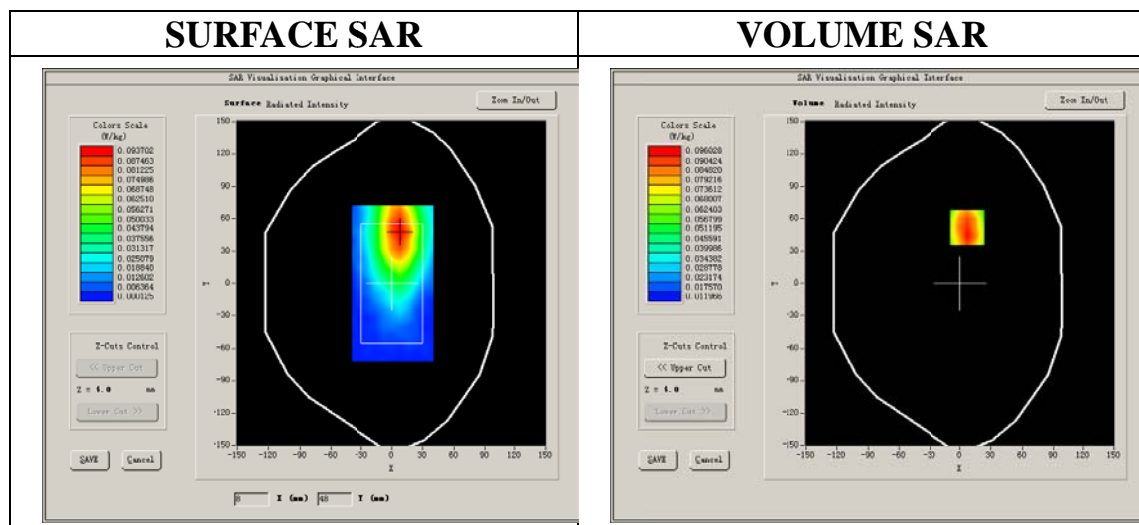 SURFACE SAR
VOLUME SAR
SAR Visualisation Graphical Interface
Surface Radiated Intensity
Zoom In/Out
Colors Scale
(W/kg)
0.093702
0.087463
0.081225
0.074986
0.068748
0.062510
0.056271
0.050033
0.043794
0.037556
0.031317
0.025079
0.018840
0.012602
0.006364
0.000125
150
120
90
60
30
0
-30
-60
-90
-120
-150
Y
-150 -120 -90 -60 -30 0 30 60 90 120 150
X
Z-Cuts Control
<< Upper Cut
Z = 4.0 mm
Lower Cut >>
SAVE Cancel
8 X (mm) 48 Y (mm)
SAR Visualisation Graphical Interface
Volume Radiated Intensity
Zoom In/Out
Colors Scale
(W/kg)
0.096028
0.090424
0.084820
0.079216
0.073612
0.068007
0.062403
0.056799
0.051195
0.045591
0.039986
0.034382
0.028778
0.023174
0.017570
0.011966
150
120
90
60
30
0
-30
-60
-90
-120
-150
Y
-150 -120 -90 -60 -30 0 30 60 90 120 150
X
Z-Cuts Control
<< Upper Cut
Z = 4.0 mm
Lower Cut >>
SAVE Cancel